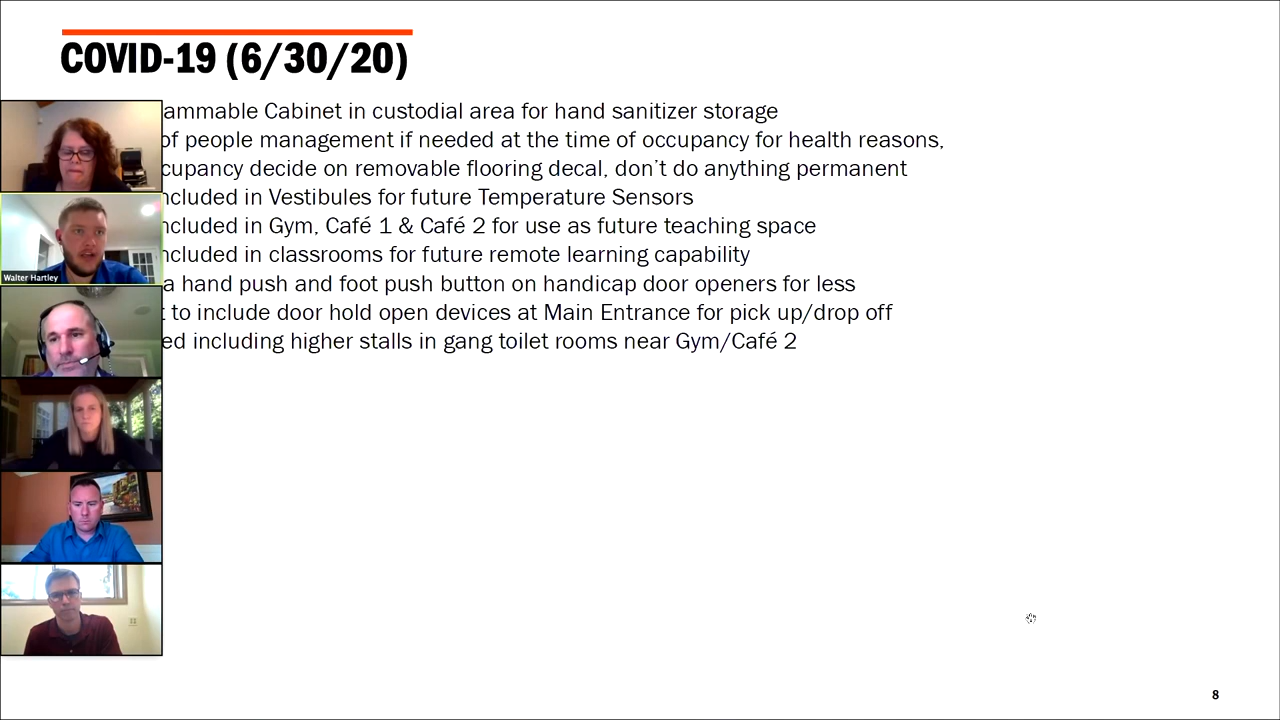 COVID-19 (6/30/20)
ammable Cabinet in custodial area for hand sanitizer storage
of people management if needed at the time of occupancy for health reasons,
cupancy decide on removable flooring decal, don't do anything permanent
ncluded in Vestibules for future Temperature Sensors
ncluded in Gym, Café 1 & Café 2 for use as future teaching space
ncluded in classrooms for future remote learning capability
a hand push and foot push button on handicap door openers for less
t to include door hold open devices at Main Entrance for pick up/drop off
ed including higher stalls in gang toilet rooms near Gym/Café 2
Walter Hartley
8